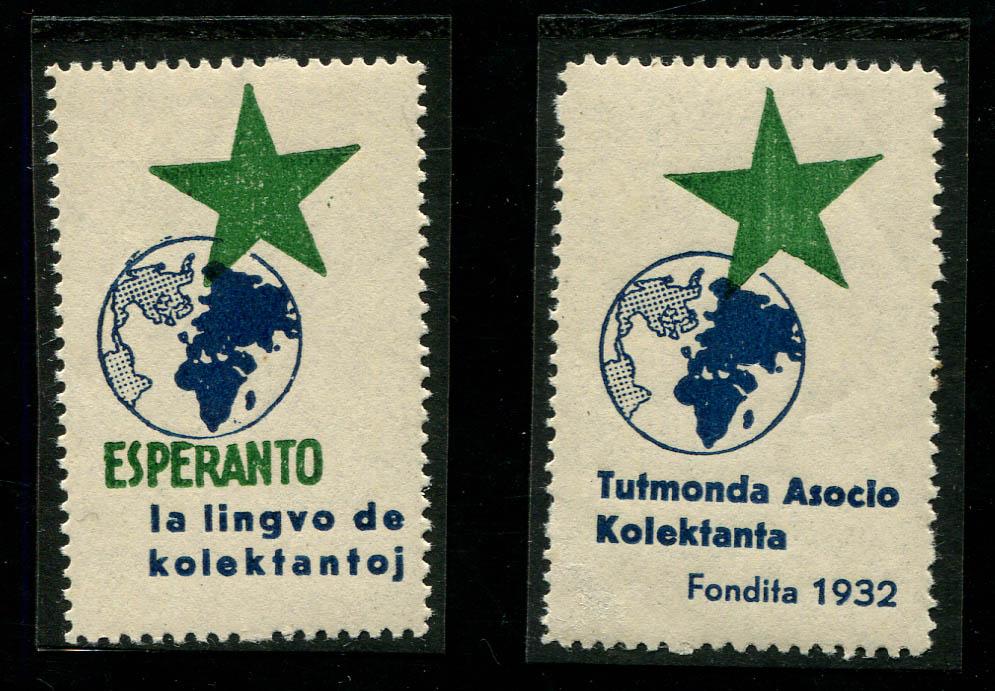 ESPERANTO
la lingvo de
kolektantoj
Tutmonda Asocio
Kolektanta
Fondita 1932